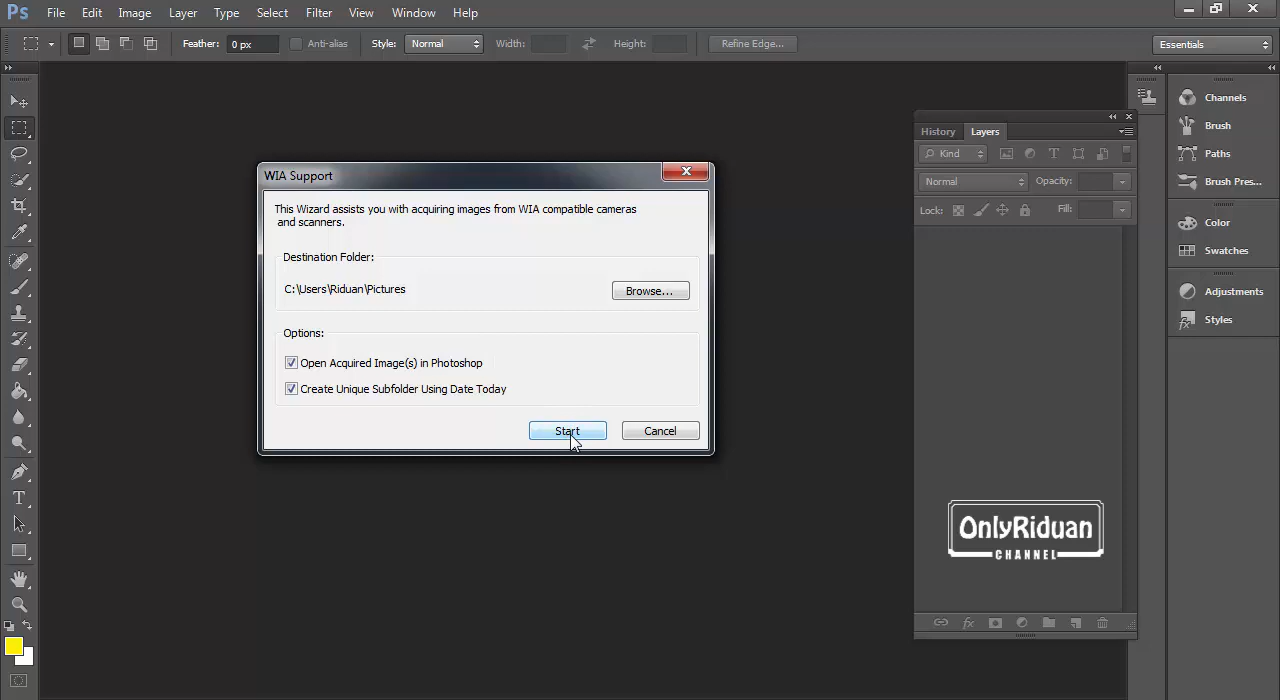 Ps File Edit Image Layer Type Select Filter View Window Help
Feather: 0 px Anti-alias Style: Normal Width: Height: Refine Edge... Essentials
WIA Support
This Wizard assists you with acquiring images from WIA compatible cameras
and scanners.
Destination Folder:
C:\Users\Riduan\Pictures
Browse...
Options:
Open Acquired Image(s) in Photoshop
Create Unique Subfolder Using Date Today
Start Cancel
History Layers
Kind
Normal Opacity:
Lock: Fill:
OnlyRiduan
CHANNEL
Channels
Brush
Paths
Brush Pres...
Color
Swatches
Adjustments
Styles